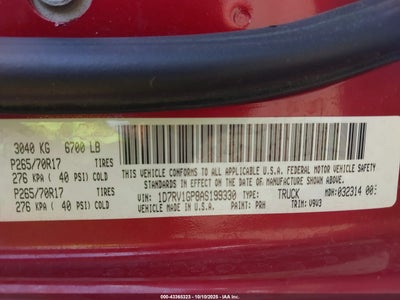 3040 KG 6700 LB
P265/70R17 TIRES
276 KPA ( 40 PSI) COLD
P265/70R17 TIRES
276 KPA ( 40 PSI) COLD
THIS VEHICLE CONFORMS TO ALL APPLICABLE U.S.A. FEDERAL MOTOR VEHICLE SAFETY
STANDARDS IN EFFECT ON THE DATE OF MANUFACTURE SHOWN ABOVE.
VIN: 1D7RV1GP8AS199330 TYPE: TRUCK MDH: 032314
VEHICLE MADE IN U.S.A. PAINT: PRH TRIM: V9V3
000-43365323 - 10/10/2025 - IAA Inc.